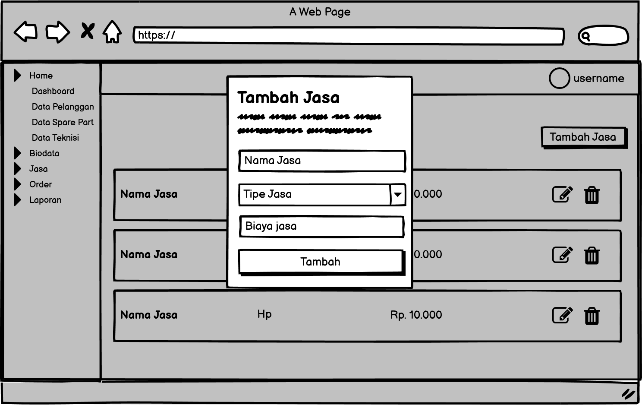 A Web Page
https://
Home
Dashboard
Data Pelanggan
Data Spare Part
Data Teknisi
Biodata
Jasa
Order
Laporan
username
Tambah Jasa
Tambah Jasa
Nama Jasa
Tipe Jasa
Biaya jasa
Tambah
Nama Jasa 0.000
Nama Jasa 0.000
Nama Jasa Hp Rp. 10.000